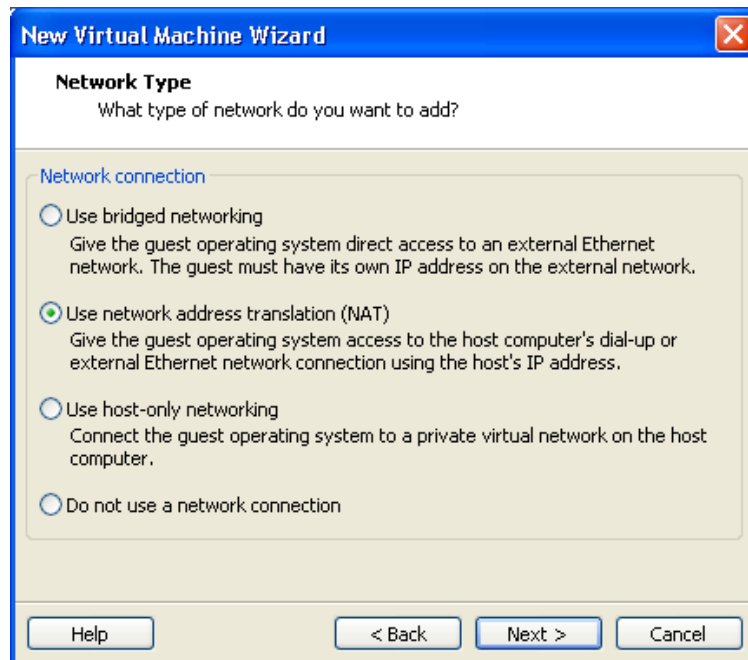 New Virtual Machine Wizard
Network Type
What type of network do you want to add?
Network connection
Use bridged networking
Give the guest operating system direct access to an external Ethernet
network. The guest must have its own IP address on the external network.
Use network address translation (NAT)
Give the guest operating system access to the host computer's dial-up or
external Ethernet network connection using the host's IP address.
Use host-only networking
Connect the guest operating system to a private virtual network on the host
computer.
Do not use a network connection
Help < Back Next > Cancel